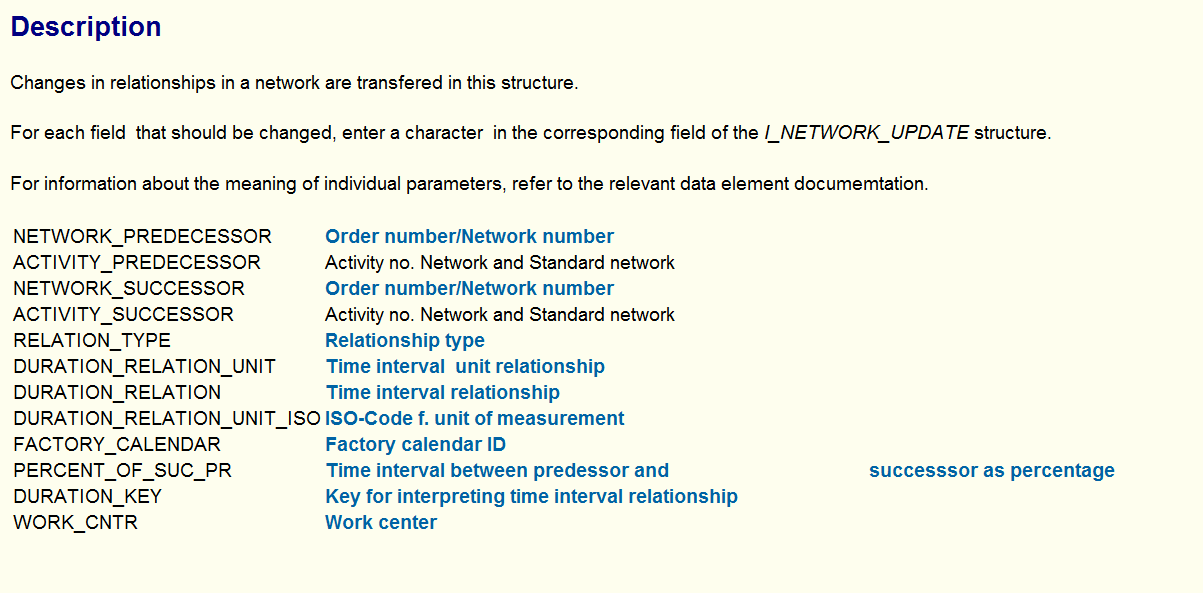 Description
Changes in relationships in a network are transfered in this structure.
For each field  that should be changed, enter a character  in the corresponding field of the I_NETWORK_UPDATE structure.
For information about the meaning of individual parameters, refer to the relevant data element documemtation.
NETWORK_PREDECESSOR Order number/Network number
ACTIVITY_PREDECESSOR Activity no. Network and Standard network
NETWORK_SUCCESSOR Order number/Network number
ACTIVITY_SUCCESSOR Activity no. Network and Standard network
RELATION_TYPE Relationship type
DURATION_RELATION_UNIT Time interval  unit relationship
DURATION_RELATION Time interval relationship
DURATION_RELATION_UNIT_ISO ISO-Code f. unit of measurement
FACTORY_CALENDAR Factory calendar ID
PERCENT_OF_SUC_PR Time interval between predessor and successsor as percentage
DURATION_KEY Key for interpreting time interval relationship
WORK_CNTR Work center